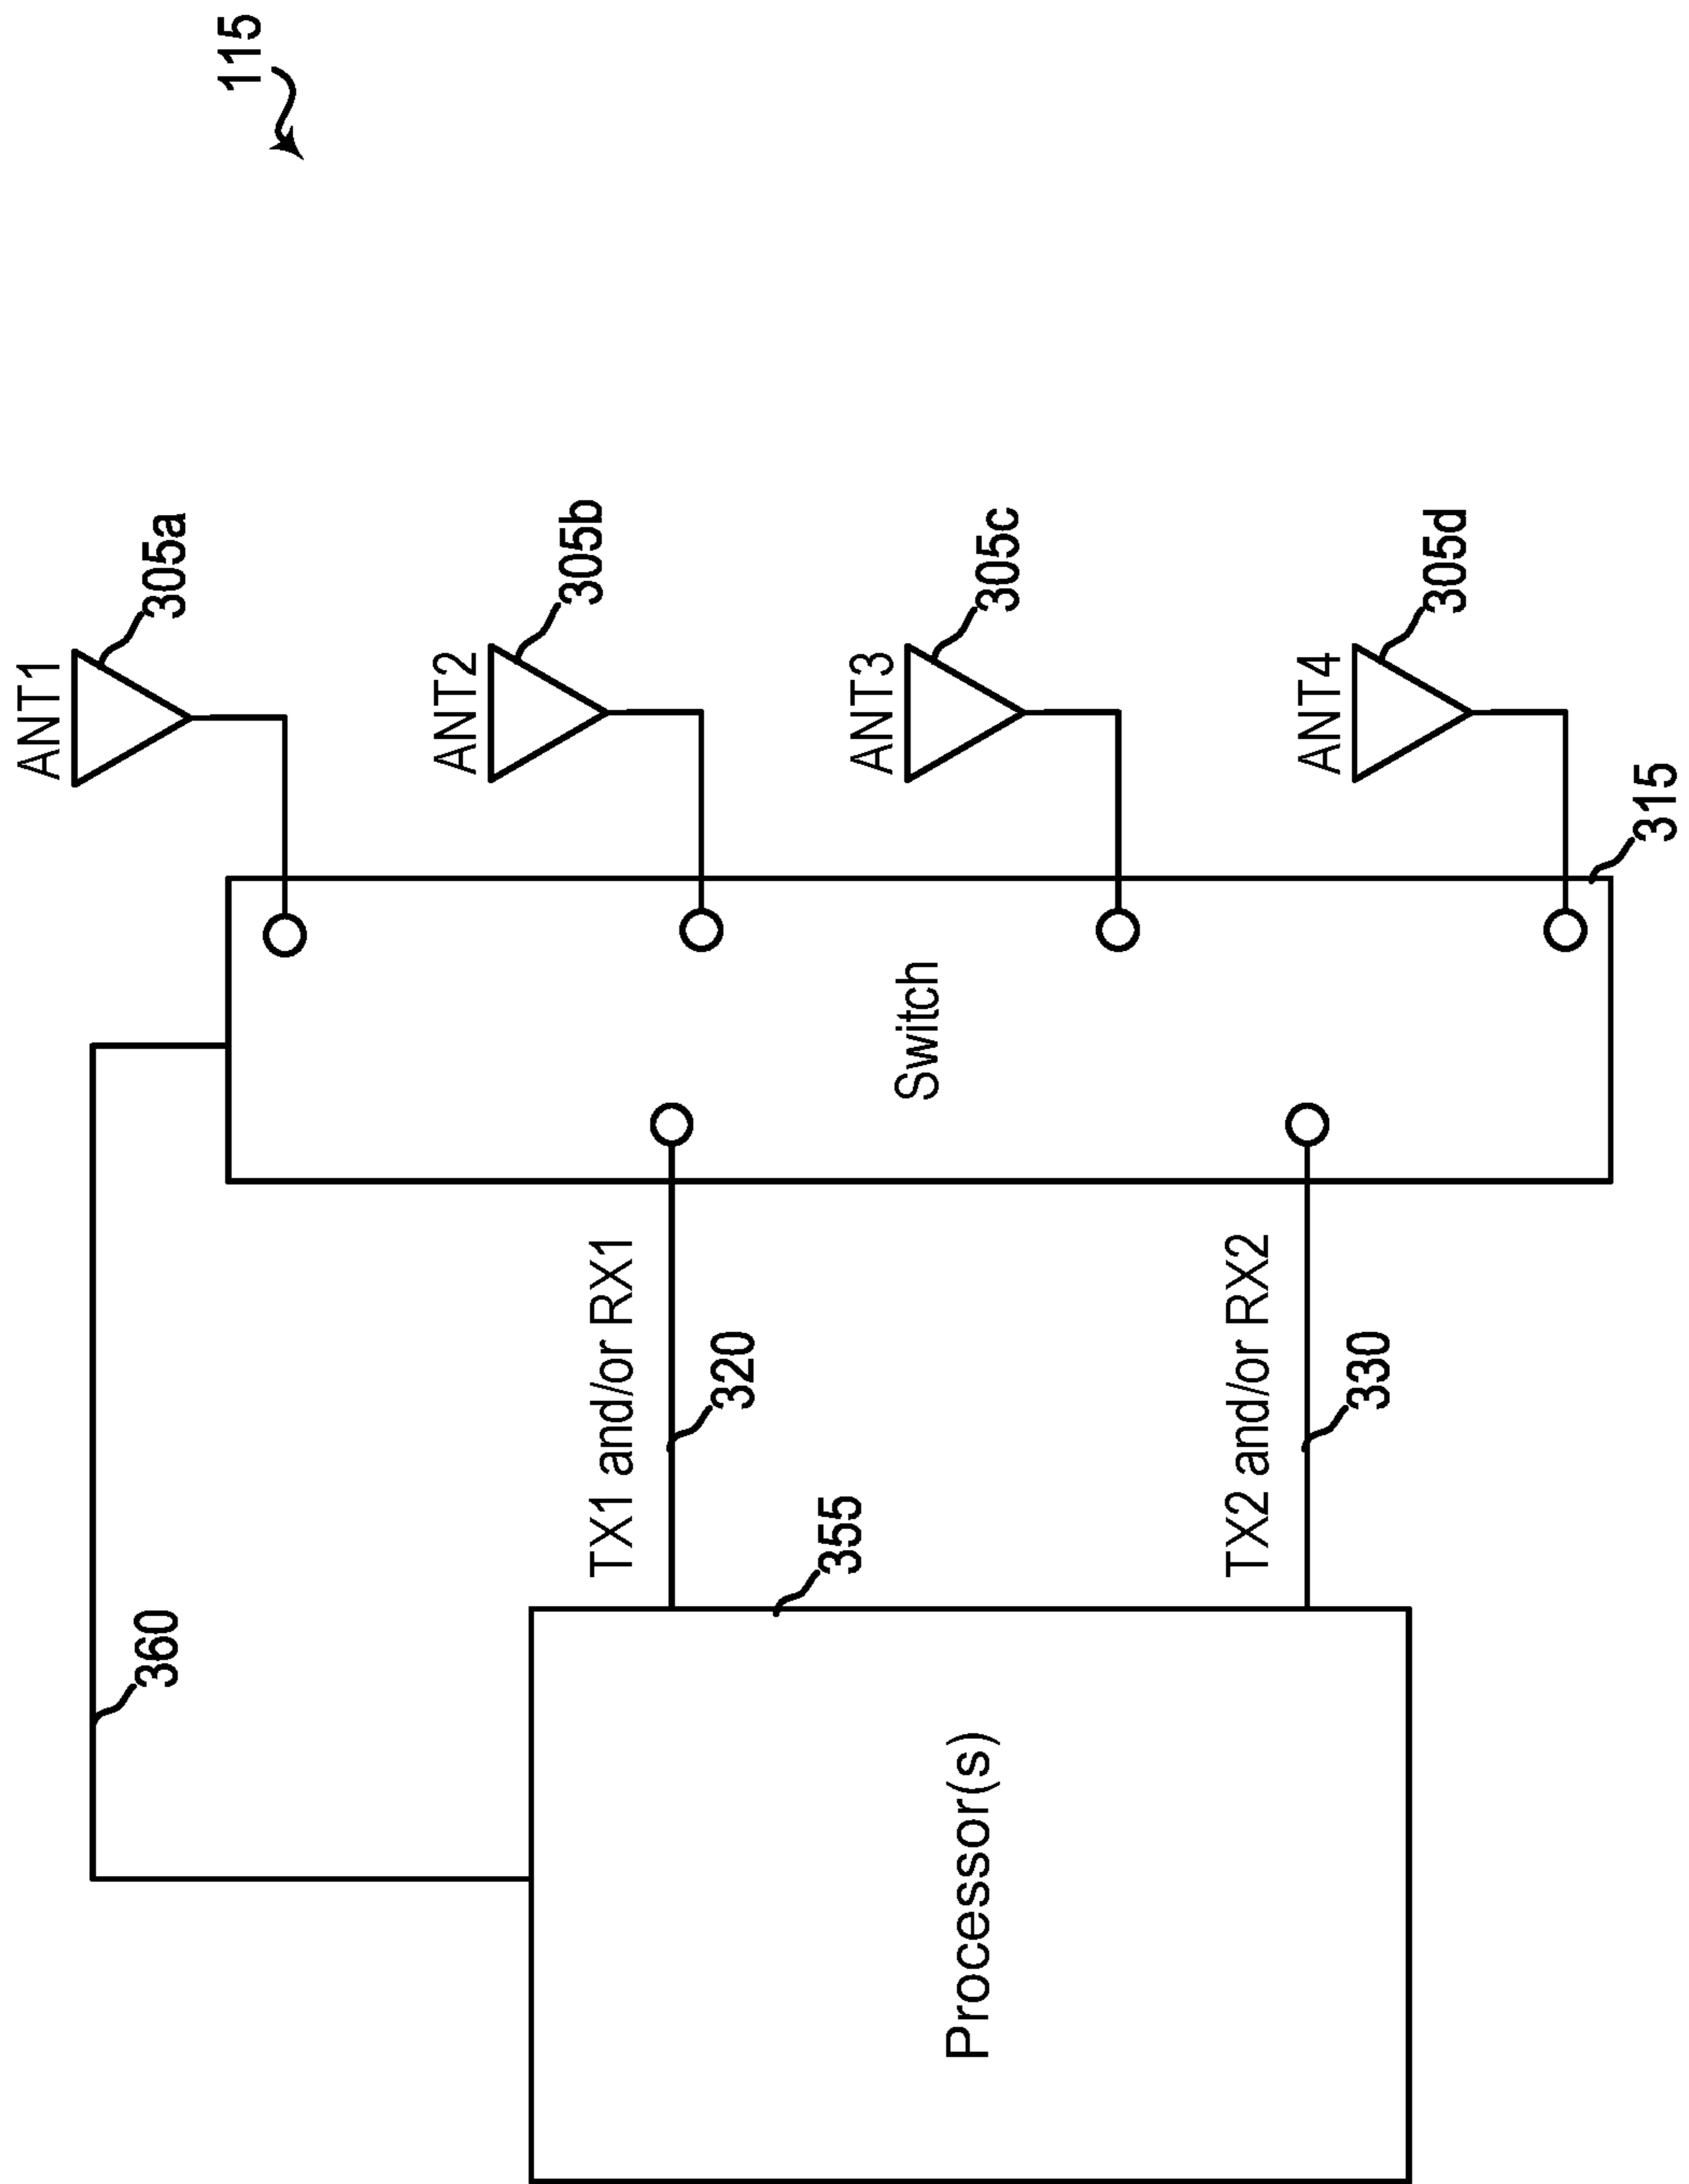 115
ANT1
305a
ANT2
305b
ANT3
305c
ANT4
305d
315
Switch
TX1 and/or RX1
320
TX2 and/or RX2
330
355
360
Processor(s)